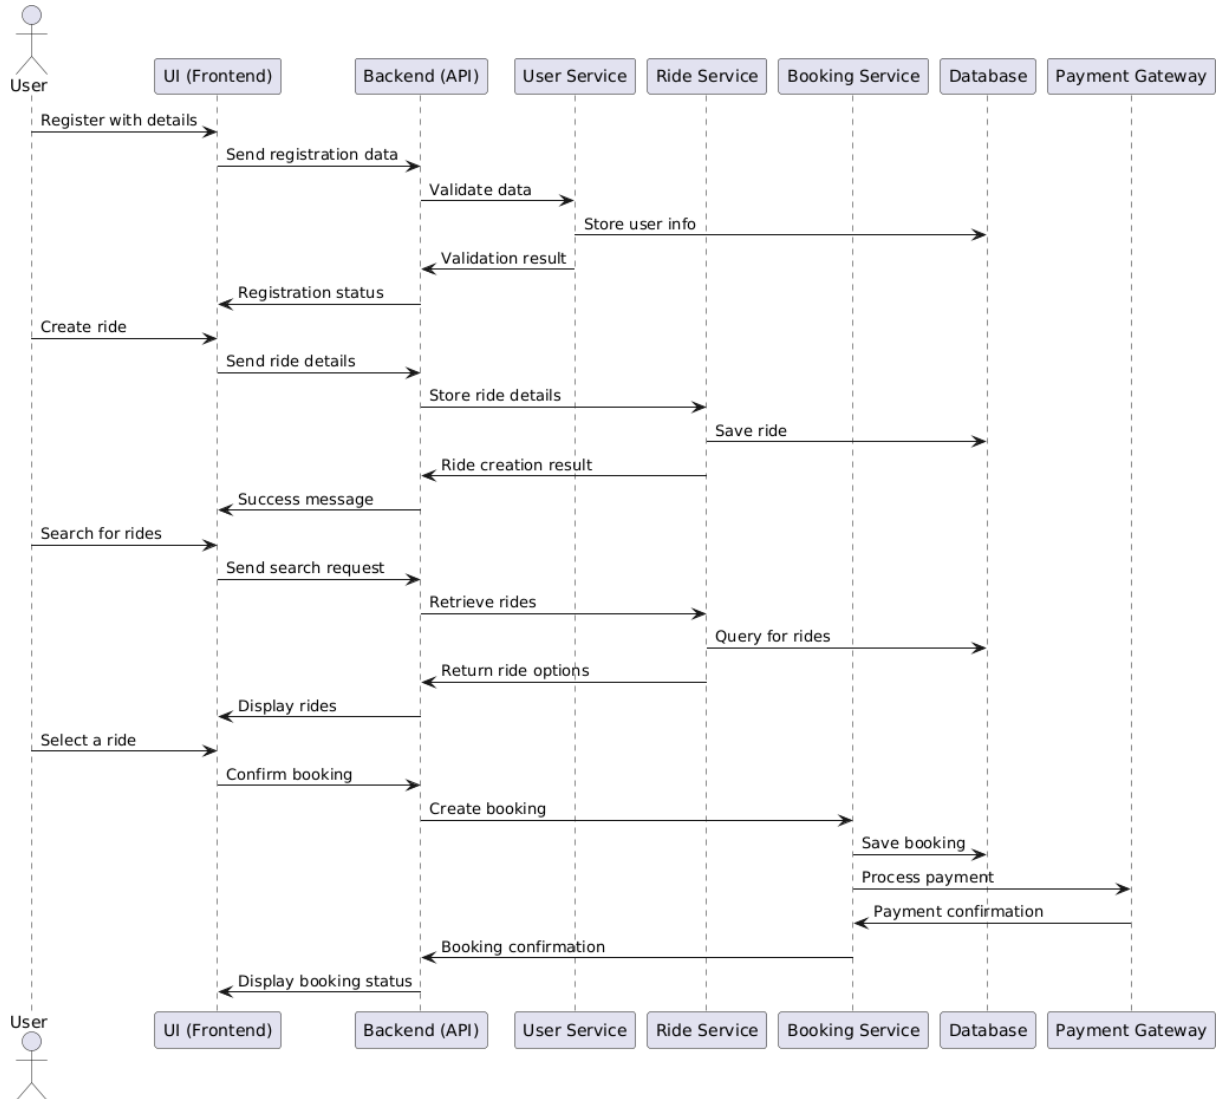 User
UI (Frontend)
Backend (API)
User Service
Ride Service
Booking Service
Database
Payment Gateway
Register with details
Send registration data
Validate data
Store user info
Validation result
Registration status
Create ride
Send ride details
Store ride details
Save ride
Ride creation result
Success message
Search for rides
Send search request
Retrieve rides
Query for rides
Return ride options
Display rides
Select a ride
Confirm booking
Create booking
Save booking
Process payment
Payment confirmation
Booking confirmation
Display booking status
User
UI (Frontend)
Backend (API)
User Service
Ride Service
Booking Service
Database
Payment Gateway